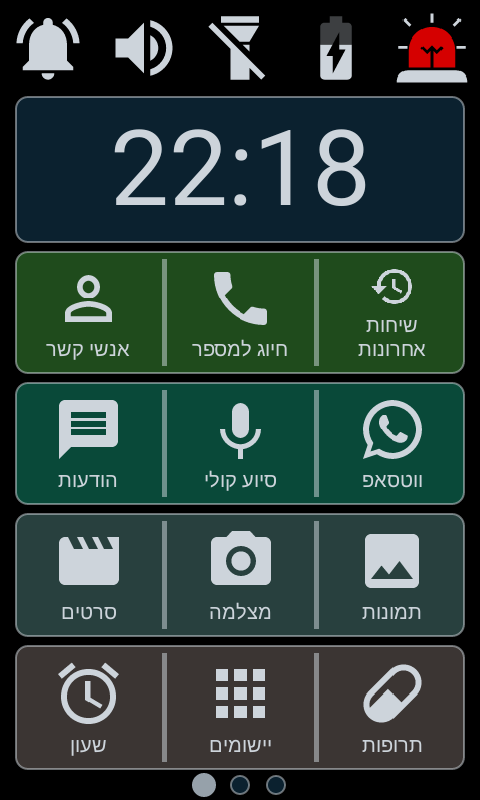 22:18
שיחות
אחרונות
חיוג למספר
אנשי קשר
ווטסאפ
סיוע קולי
הודעות
תמונות
מצלמה
סרטים
תרופות
יישומים
שעון